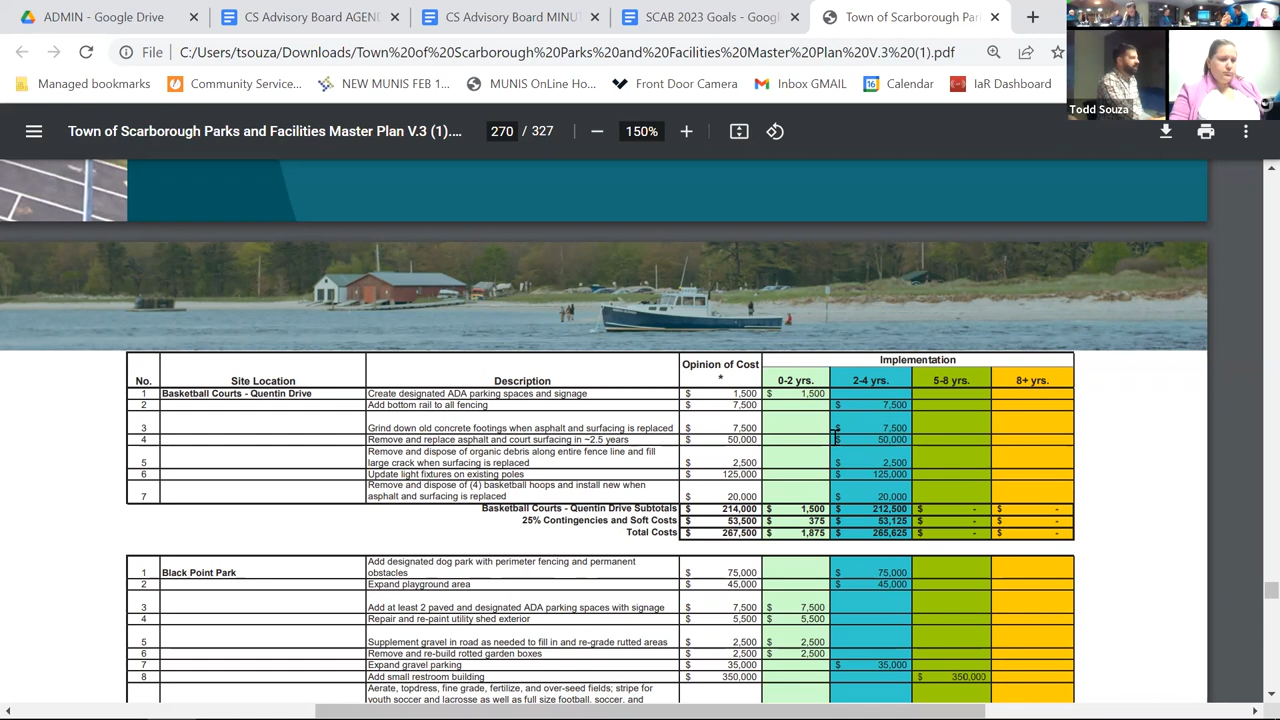 ADMIN - Google Drive
CS Advisory Board AGE
CS Advisory Board
SCAB 2023 Goals - Goog
Town of Scarborough Par
File
C:/Users/tsouza/Downloads/Town%20of%20Scarborough%20Parks%20and%20Facilities%20Master%20Plan%20V.3%20(1).pdf
Managed bookmarks
Community Service...
NEW MUNIS FEB 1...
MUNIS OnLine Ho...
Front Door Camera
Inbox GMAIL
Calendar
IaR Dashboard
Todd Souza
Town of Scarborough Parks and Facilities Master Plan V.3 (1)....
/ 327
150%
Implementation
No. Site Location Description Opinion of Cost * 0-2 yrs. 2-4 yrs. 5-8 yrs. 8+ yrs.
1 Basketball Courts - Quentin Drive Create designated ADA parking spaces and signage $ 1,500 $ 1,500
2 Add bottom rail to all fencing $ 7,500 $ 7,500
3 Grind down old concrete footings when asphalt and surfacing is replaced $ 7,500 $ 7,500
4 Remove and replace asphalt and court surfacing in ~2.5 years $ 50,000 $ 50,000
Remove and dispose of organic debris along entire fence line and fill
5 large crack when surfacing is replaced $ 2,500 $ 2,500
6 Update light fixtures on existing poles $ 125,000 $ 125,000
Remove and dispose of (4) basketball hoops and install new when
7 asphalt and surfacing is replaced $ 20,000 $ 20,000
Basketball Courts - Quentin Drive Subtotals $ 214,000 $ 1,500 $ 212,500 $ - $ -
25% Contingencies and Soft Costs $ 53,500 $ 375 $ 53,125 $ - $ -
Total Costs $ 267,500 $ 1,875 $ 265,625 $ - $ -
Add designated dog park with perimeter fencing and permanent
1 Black Point Park obstacles $ 75,000 $ 75,000
2 Expand playground area $ 45,000 $ 45,000
3 Add at least 2 paved and designated ADA parking spaces with signage $ 7,500 $ 7,500
4 Repair and re-paint utility shed exterior $ 5,500 $ 5,500
5 Supplement gravel in road as needed to fill in and re-grade rutted areas $ 2,500 $ 2,500
6 Remove and re-build rotted garden boxes $ 2,500 $ 2,500
7 Expand gravel parking $ 35,000 $ 35,000
8 Add small restroom building $ 350,000 $ 350,000
Aerate, topdress, fine grade, fertilize, and over-seed fields; stripe for
youth soccer and lacrosse as well as full size football, soccer, and